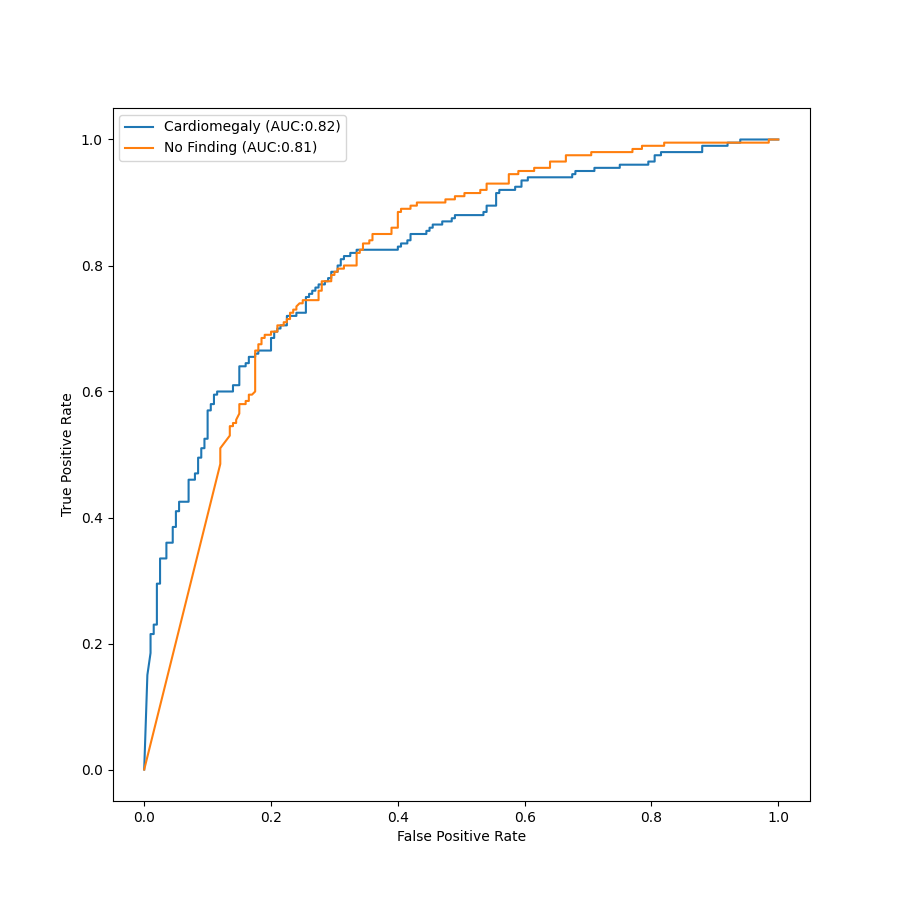 Cardiomegaly (AUC:0.82)
No Finding (AUC:0.81)
1.0
0.8
0.6
0.4
0.2
0.0
True Positive Rate
0.0 0.2 0.4 0.6 0.8 1.0
False Positive Rate